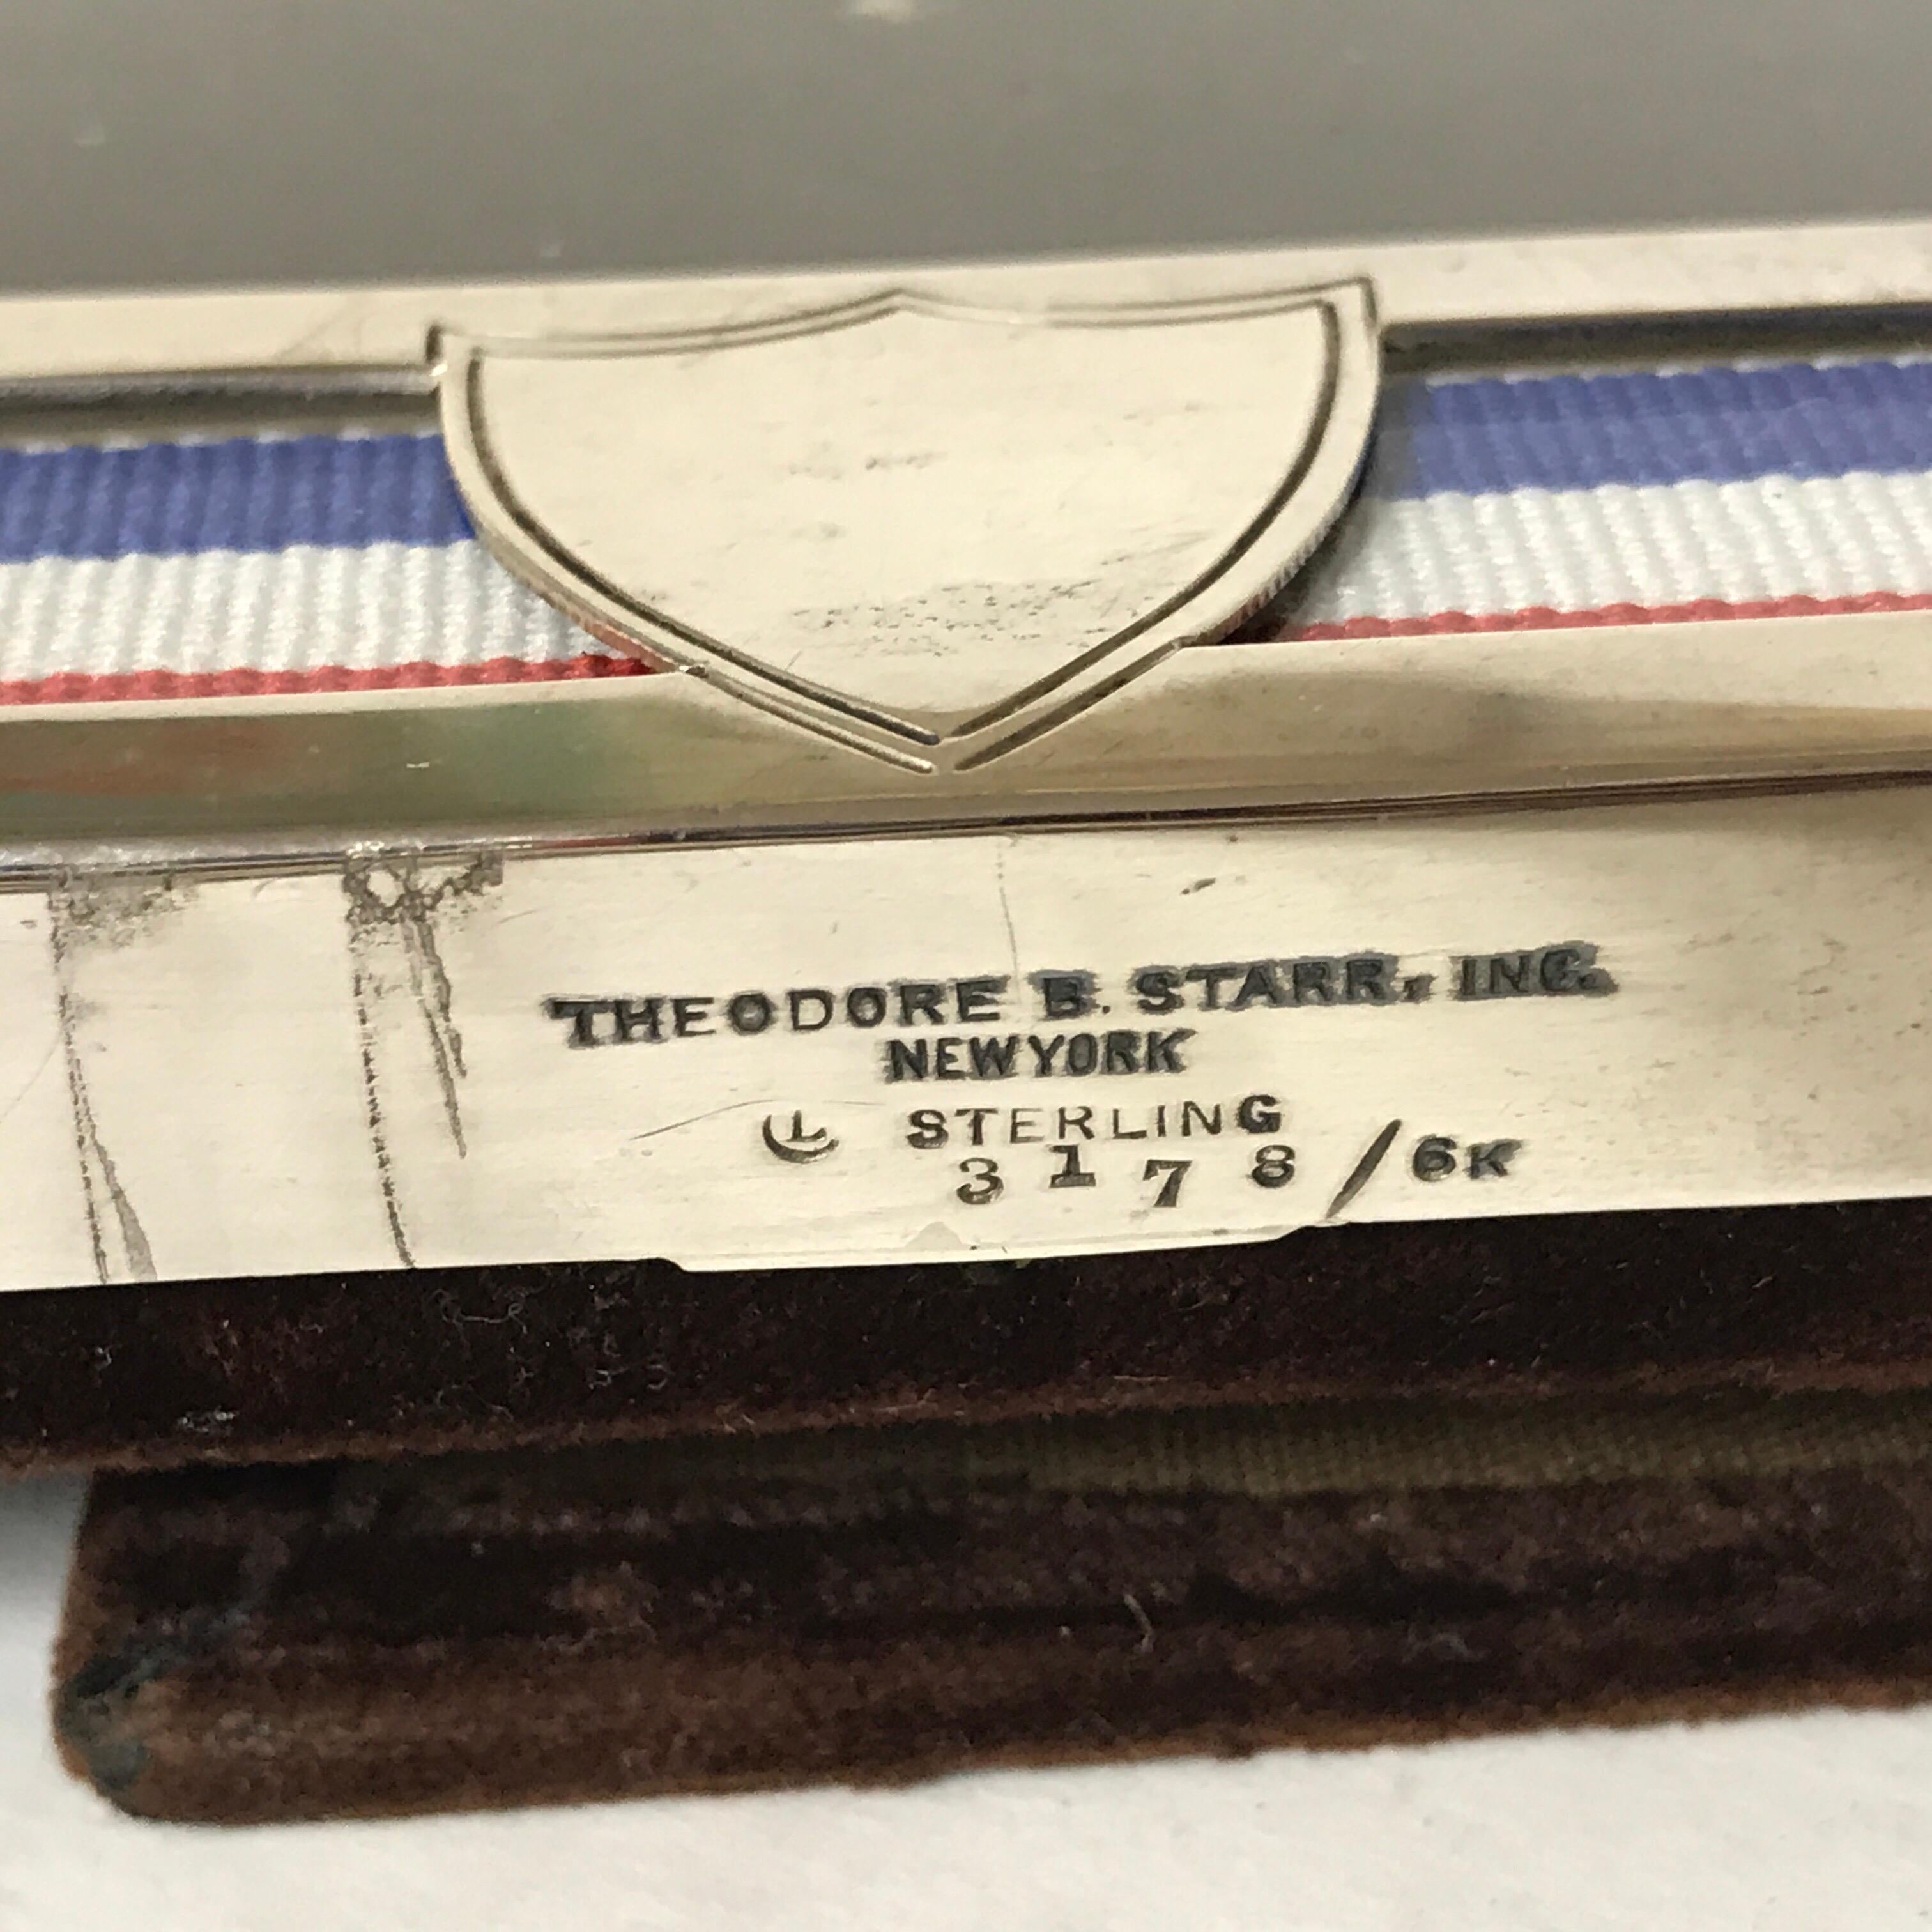 THEODORE B. STARR, INC.
NEW YORK
STERLING
3178/6K